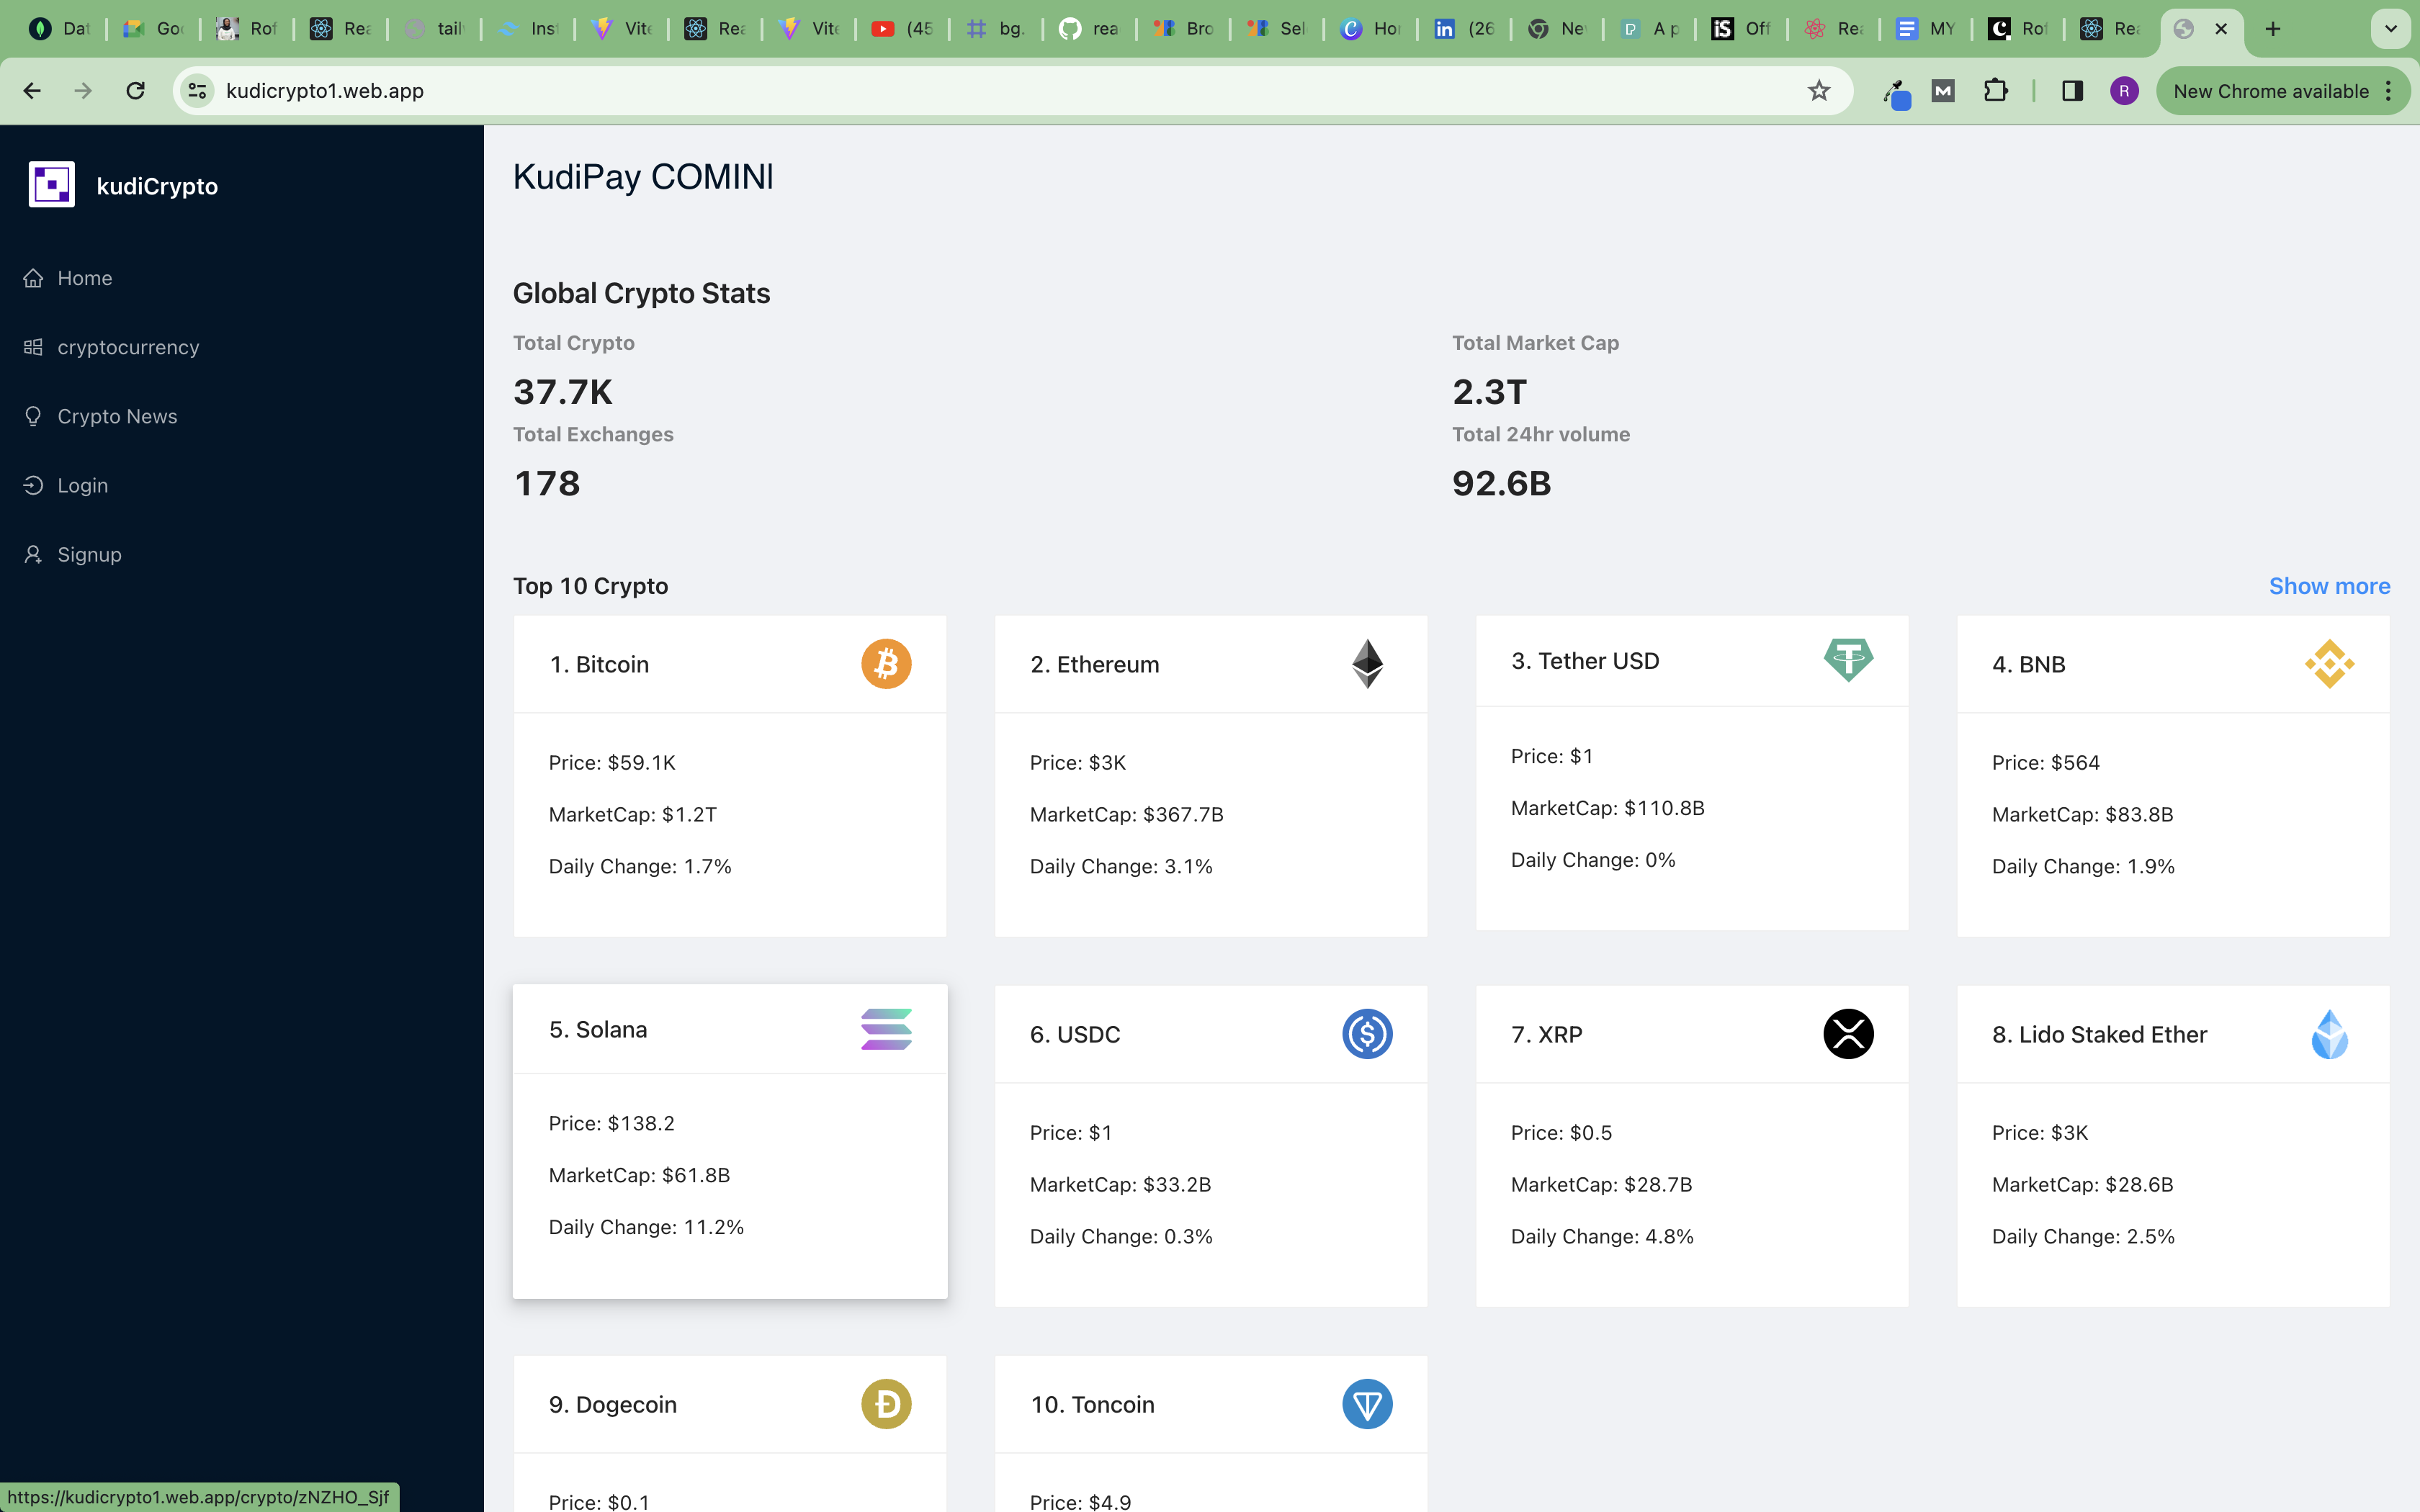 Dat
Goo
Rof
Rea
tail
Inst
Vite
Rea
Vite
(45
bg.
rea
Bro
Sel
Hor
in
(26
Ne
A p
iS
Off
Rea
MY
Rof
Rea
kudicrypto1.web.app
R
New Chrome available
kudiCrypto
Home
cryptocurrency
Crypto News
Login
Signup
KudiPay COMIN
Global Crypto Stats
Total Crypto
Total Market Cap
37.7K
2.3T
Total Exchanges
Total 24hr volume
178
92.6B
Top 10 Crypto
Show more
1. Bitcoin
Price: $59.1K
MarketCap: $1.2T
Daily Change: 1.7%
2. Ethereum
Price: $3K
MarketCap: $367.7B
Daily Change: 3.1%
3. Tether USD
Price: $1
MarketCap: $110.8B
Daily Change: 0%
4. BNB
Price: $564
MarketCap: $83.8B
Daily Change: 1.9%
5. Solana
Price: $138.2
MarketCap: $61.8B
Daily Change: 11.2%
6. USDC
Price: $1
MarketCap: $33.2B
Daily Change: 0.3%
7. XRP
Price: $0.5
MarketCap: $28.7B
Daily Change: 4.8%
8. Lido Staked Ether
Price: $3K
MarketCap: $28.6B
Daily Change: 2.5%
9. Dogecoin
Price: $0.1
10. Toncoin
Price: $4.9
https://kudicrypto1.web.app/crypto/zNZHO_Sjf